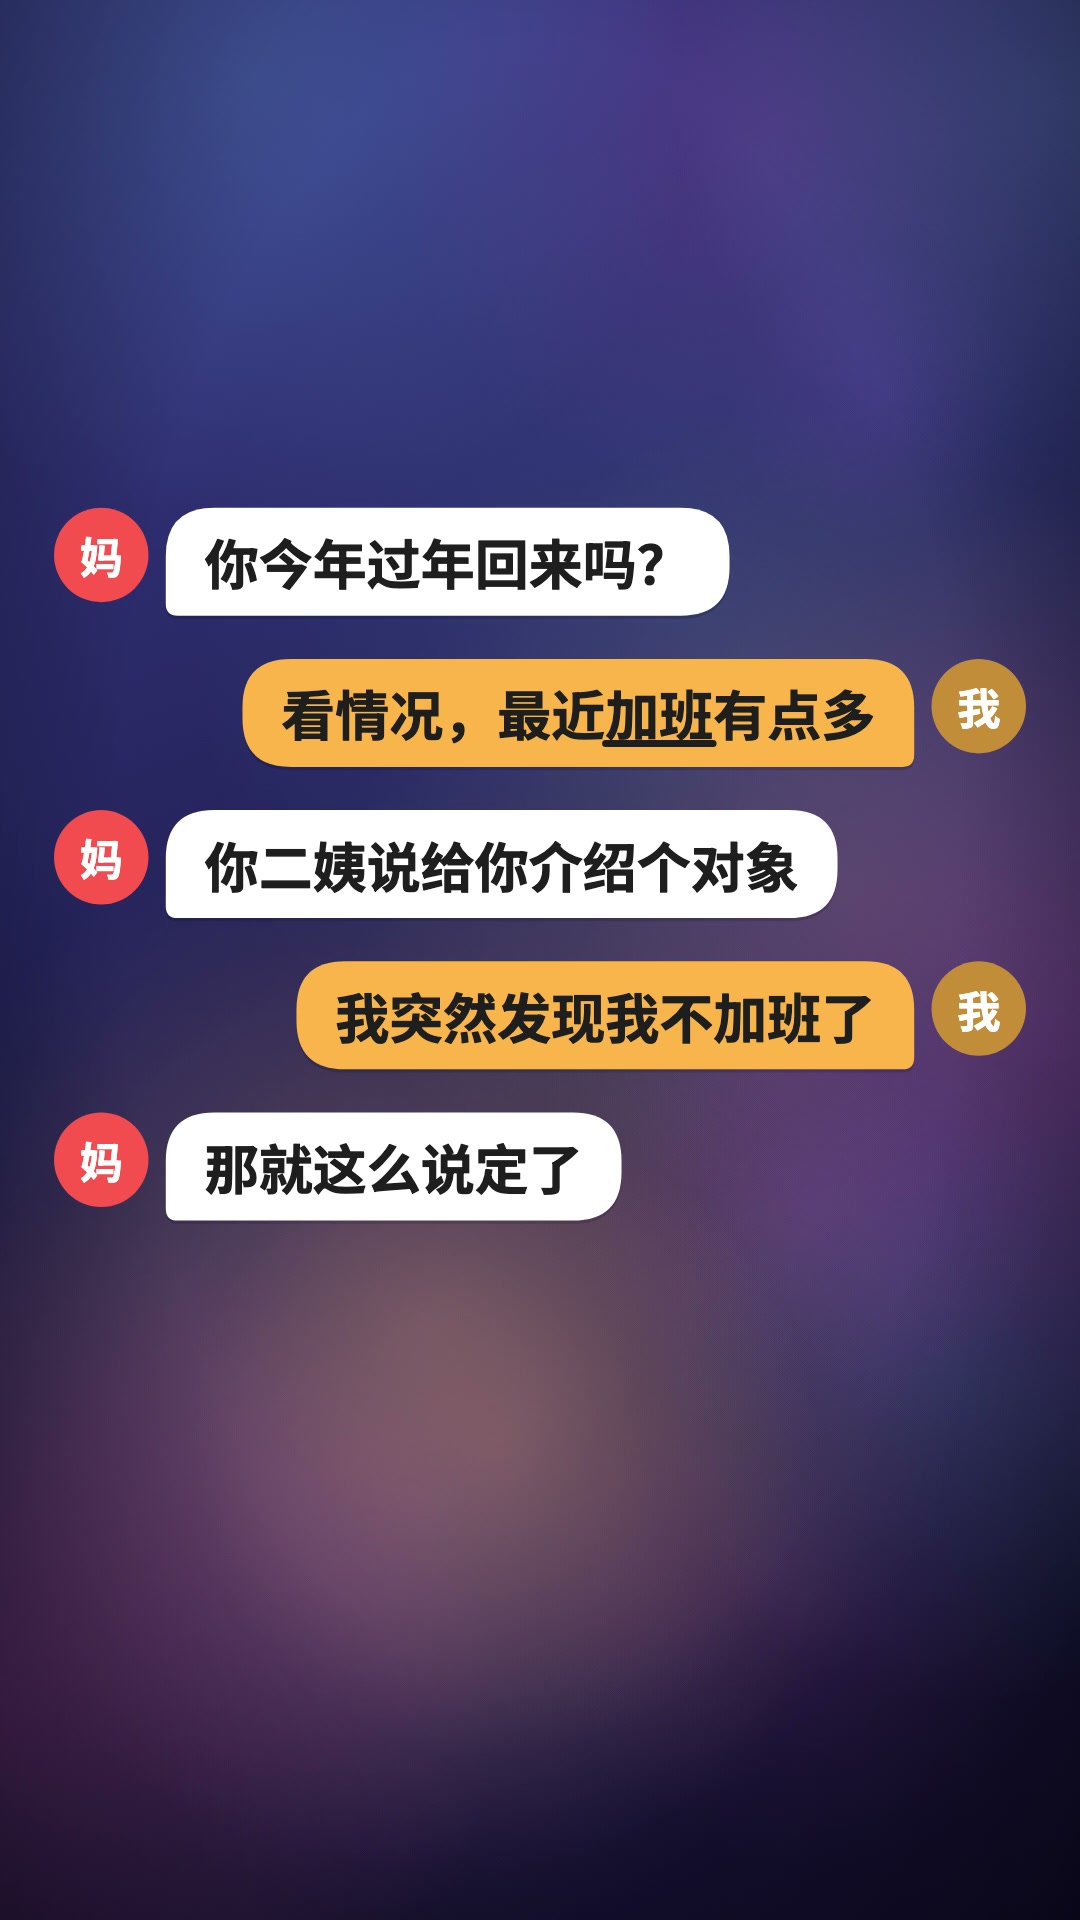 妈
你今年过年回来吗？
看情况，最近加班有点多
我
妈
你二姨说给你介绍个对象
我突然发现我不加班了
我
妈
那就这么说定了